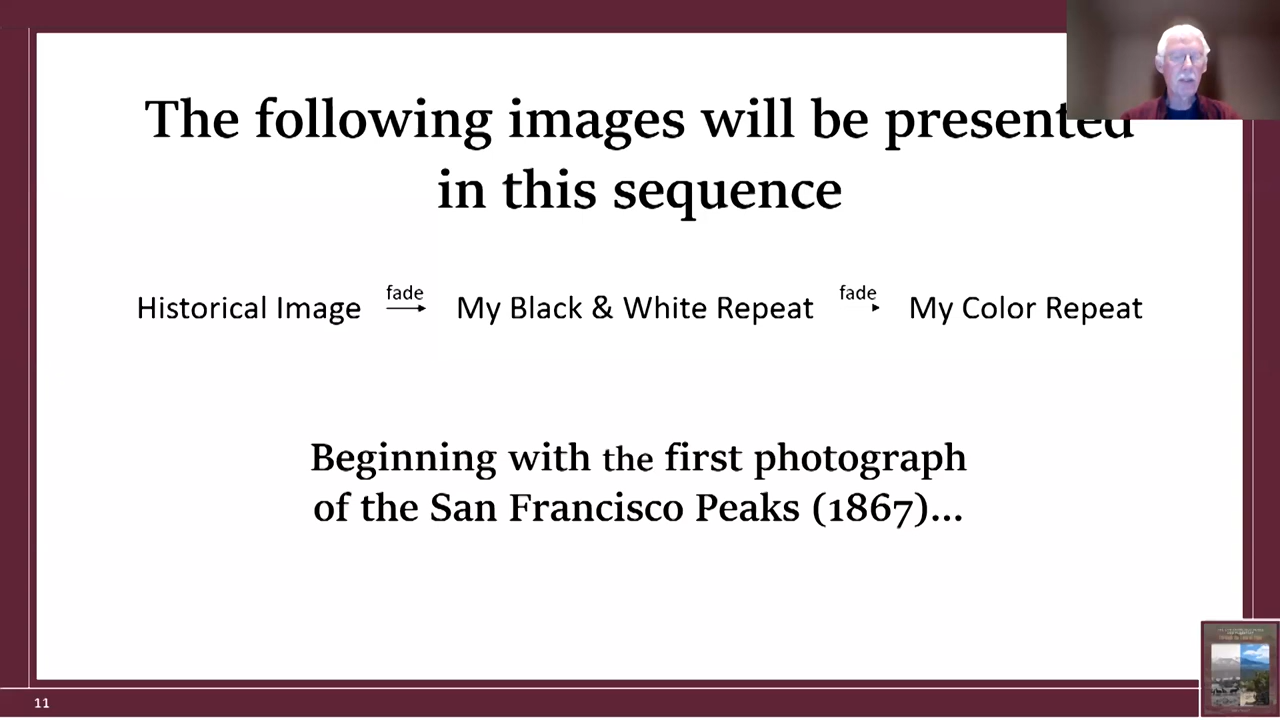 The following images will be presented
in this sequence
fade
fade
Historical Image → My Black & White Repeat → My Color Repeat
Beginning with the first photograph
of the San Francisco Peaks (1867)...
11